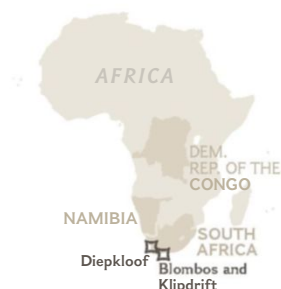 AFRICA
DEM.
REP. OF THE
CONGO
NAMIBIA
SOUTH
AFRICA
Diepkloof
Blombos and
Klipdrift